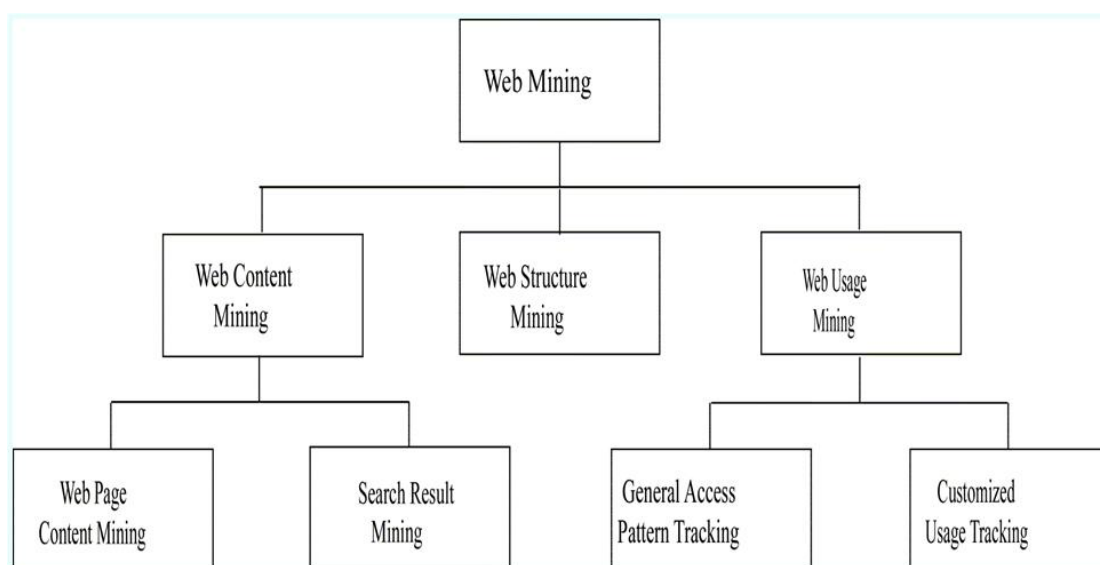 Web Mining
Web Content
Mining
Web Structure
Mining
Web Usage
Mining
Web Page
Content Mining
Search Result
Mining
General Access
Pattern Tracking
Customized
Usage Tracking